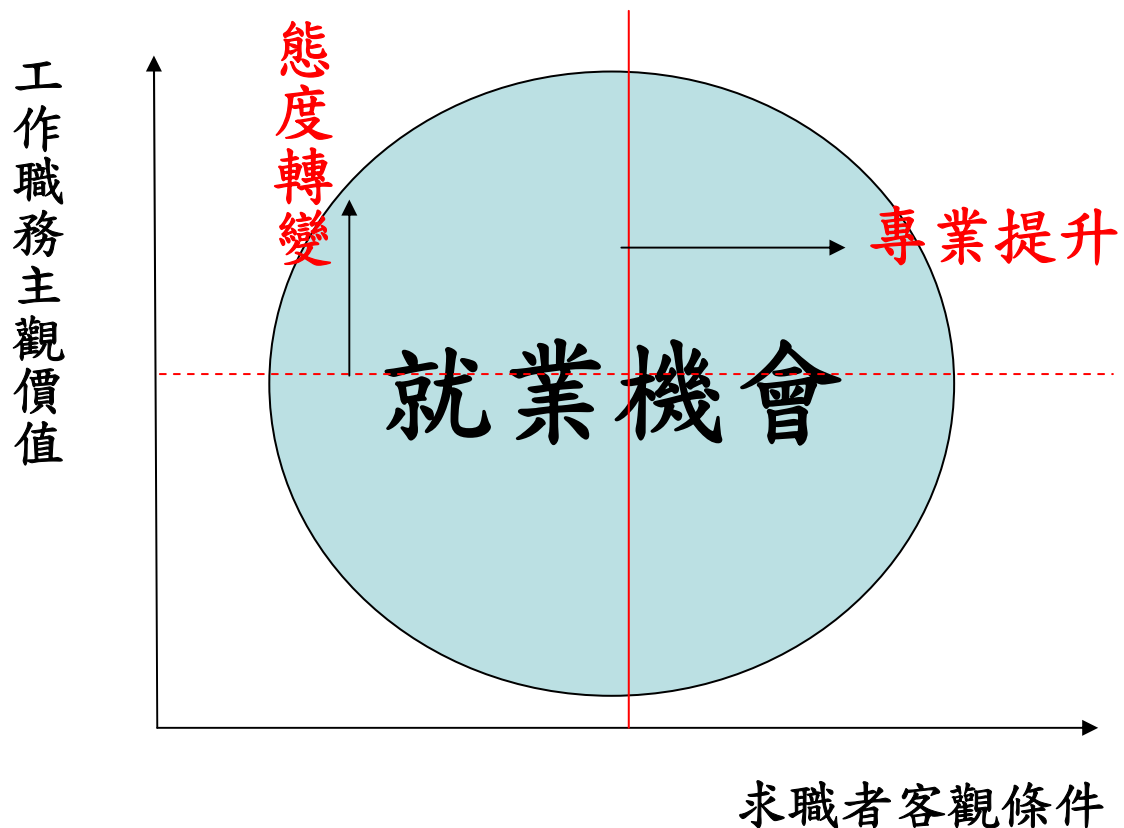 工作職務主觀價值
態度轉變
專業提升
就業機會
求職者客觀條件